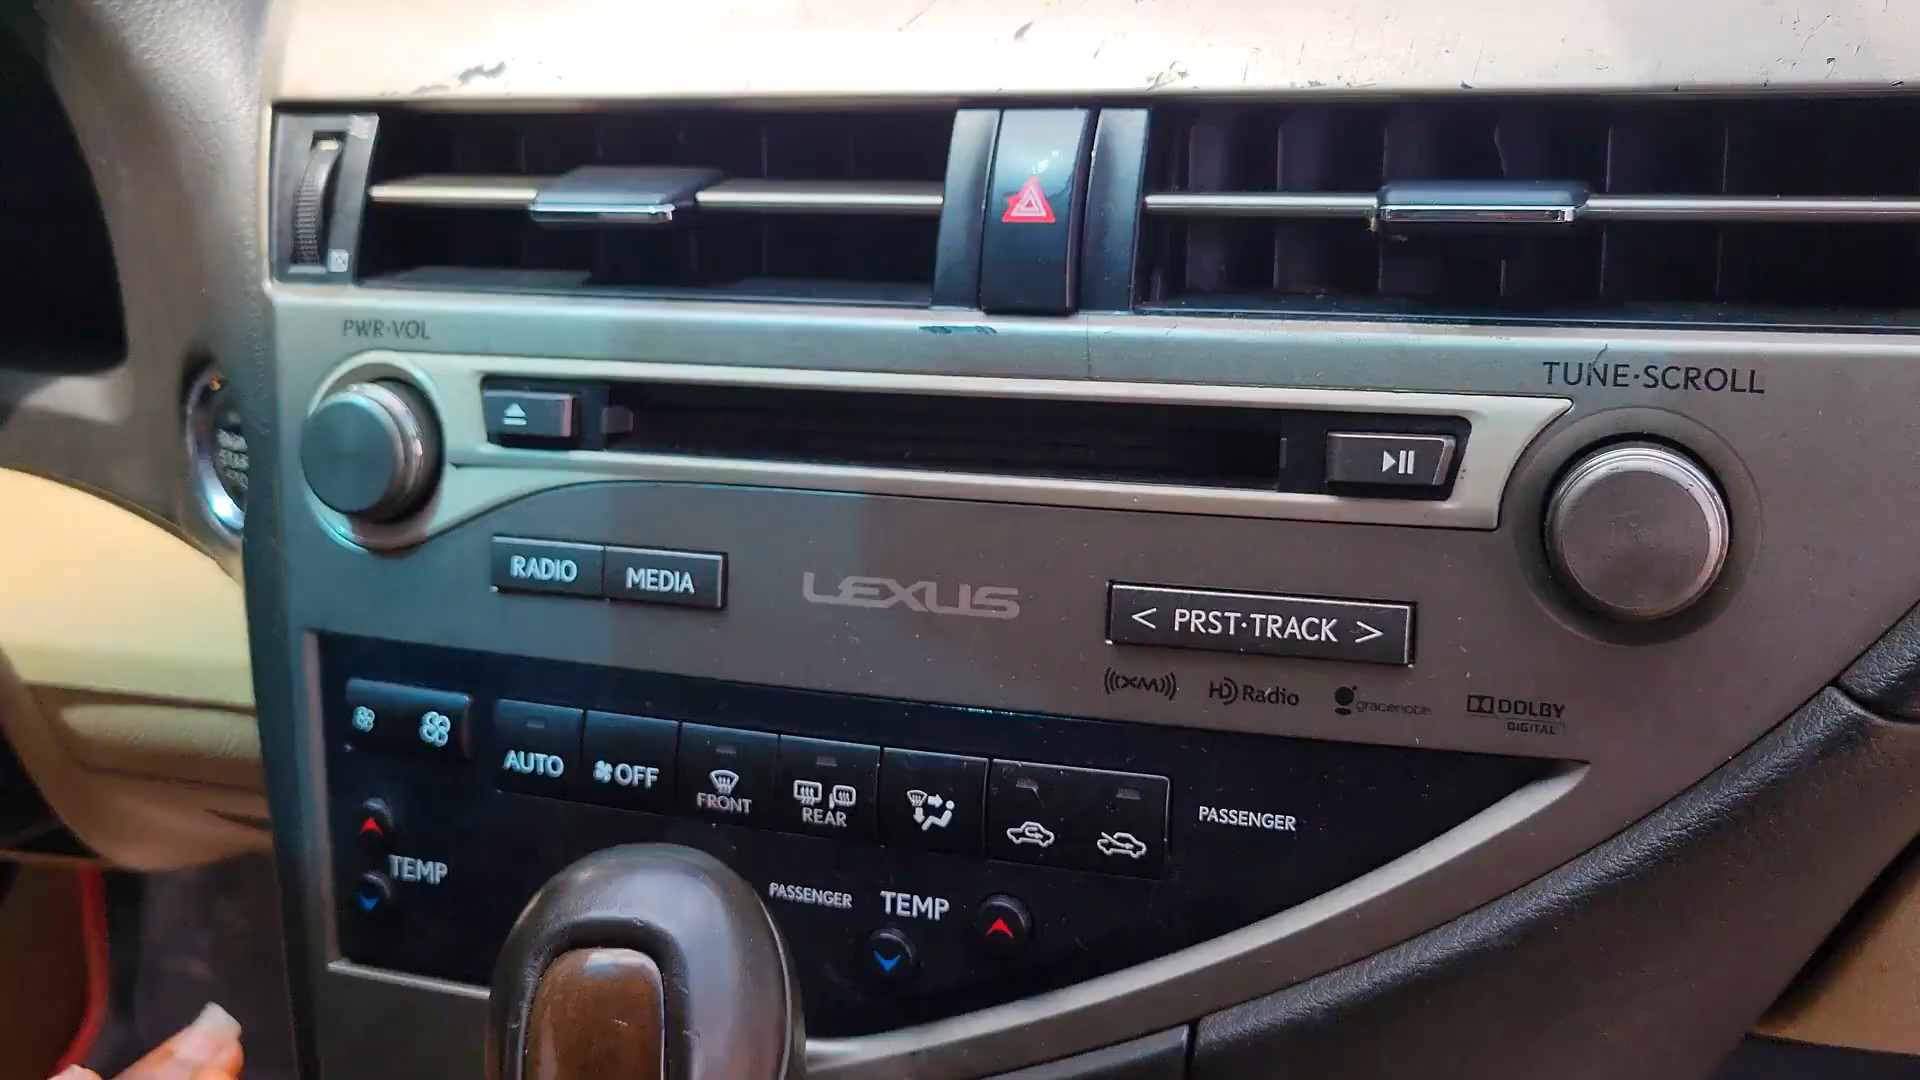 PWR·VOL
TUNE·SCROLL
RADIO
MEDIA
LEXUS
< PRST·TRACK >
((XM))
HD Radio
gracenote
DOLBY
DIGITAL
AUTO
OFF
FRONT
REAR
PASSENGER
TEMP
PASSENGER
TEMP